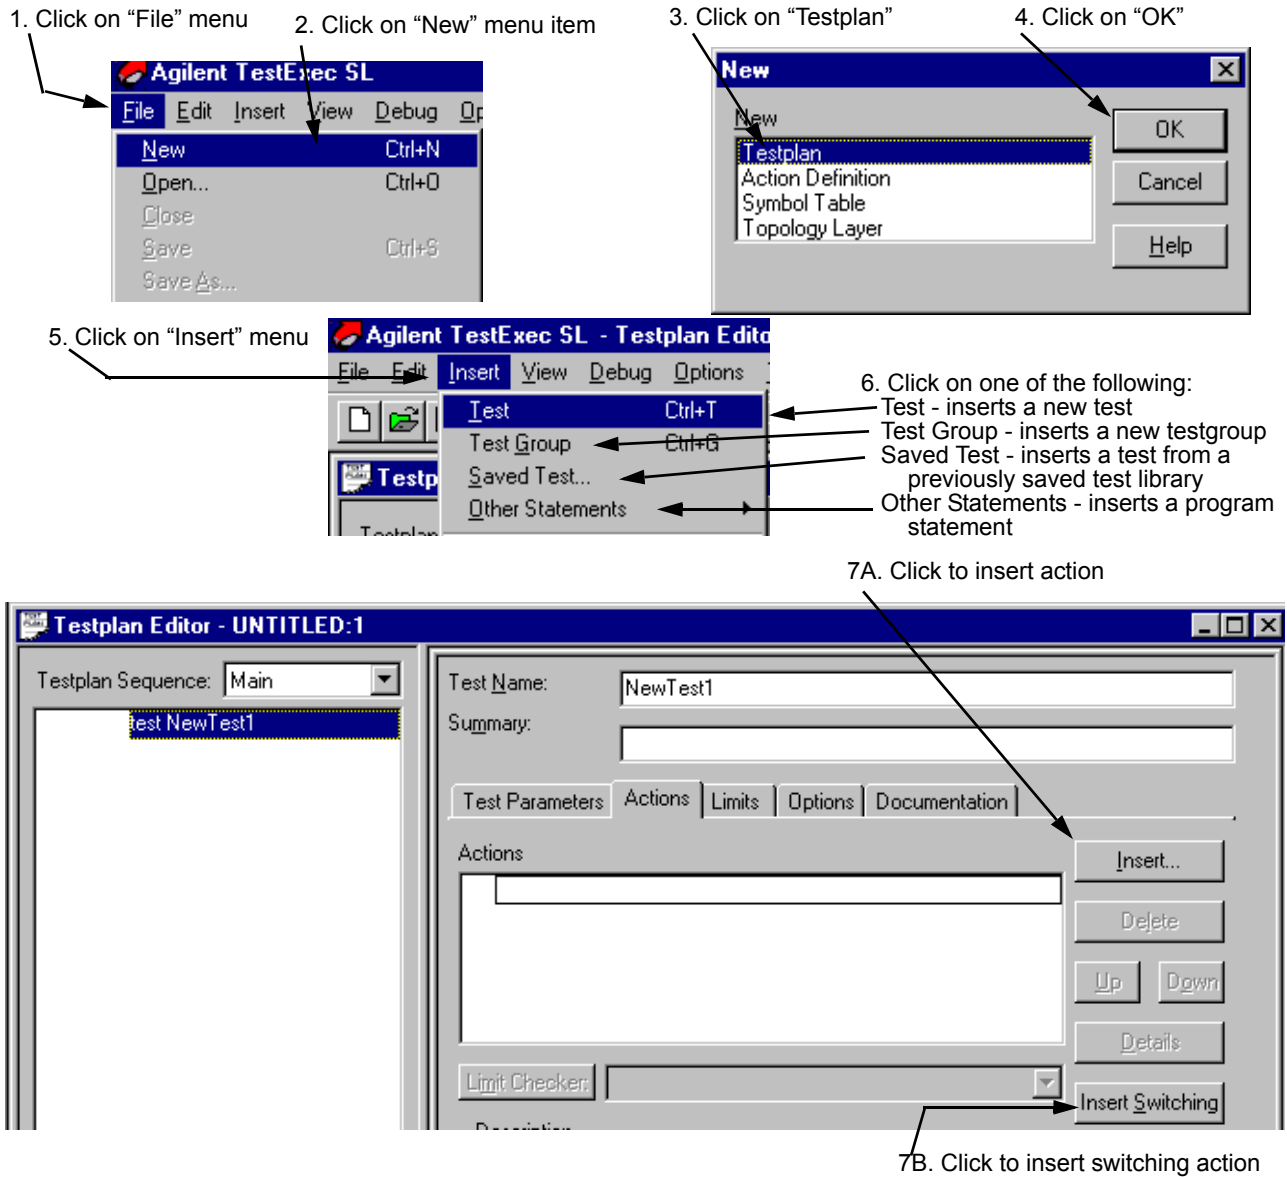 1. Click on “File” menu
2. Click on “New” menu item
Agilent TestExec SL
File Edit Insert View Debug Op
New Ctrl+N
Open... Ctrl+O
Close
Save Ctrl+S
Save As...
3. Click on “Testplan”
4. Click on “OK”
New
New
Testplan
Action Definition
Symbol Table
Topology Layer
OK
Cancel
Help
5. Click on “Insert” menu
Agilent TestExec SL - Testplan Edito
File Edit Insert View Debug Options
Test Ctrl+T
Test Group Ctrl+G
Saved Test...
Other Statements
Testp
Testplan
6. Click on one of the following:
Test - inserts a new test
Test Group - inserts a new testgroup
Saved Test - inserts a test from a
previously saved test library
Other Statements - inserts a program
statement
7A. Click to insert action
Testplan Editor - UNTITLED:1
Testplan Sequence: Main
test NewTest1
Test Name: NewTest1
Summary:
Test Parameters Actions Limits Options Documentation
Actions
Insert...
Delete
Up Down
Details
Limit Checker:
Insert Switching
Description
7B. Click to insert switching action